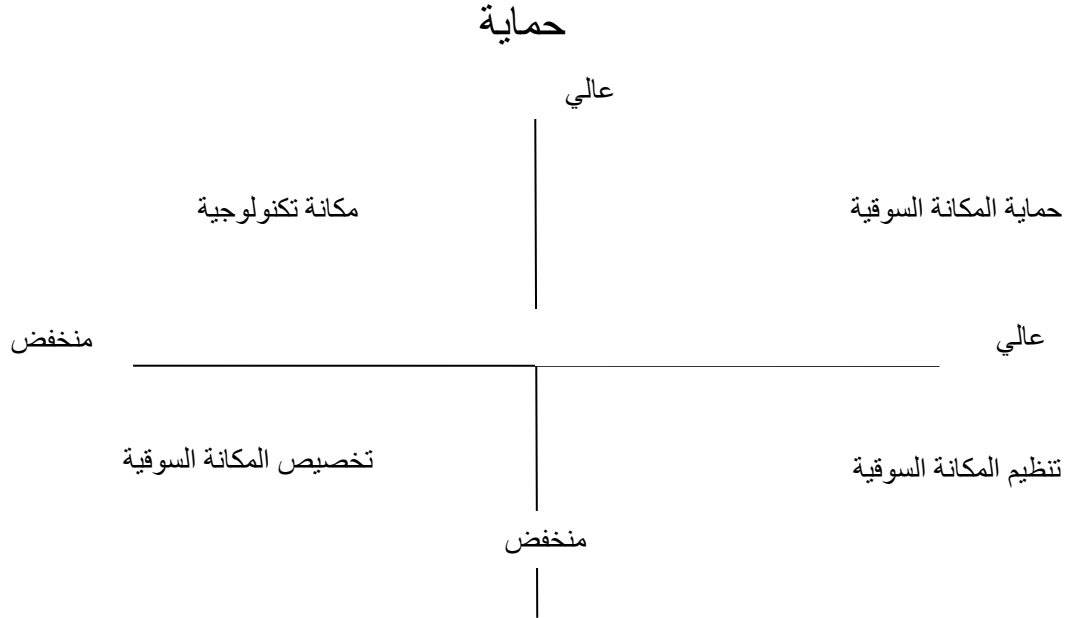 حماية
عالي
حماية المكانة السوقية
مكانة تكنولوجية
عالي
منخفض
تنظيم المكانة السوقية
تخصيص المكانة السوقية
منخفض